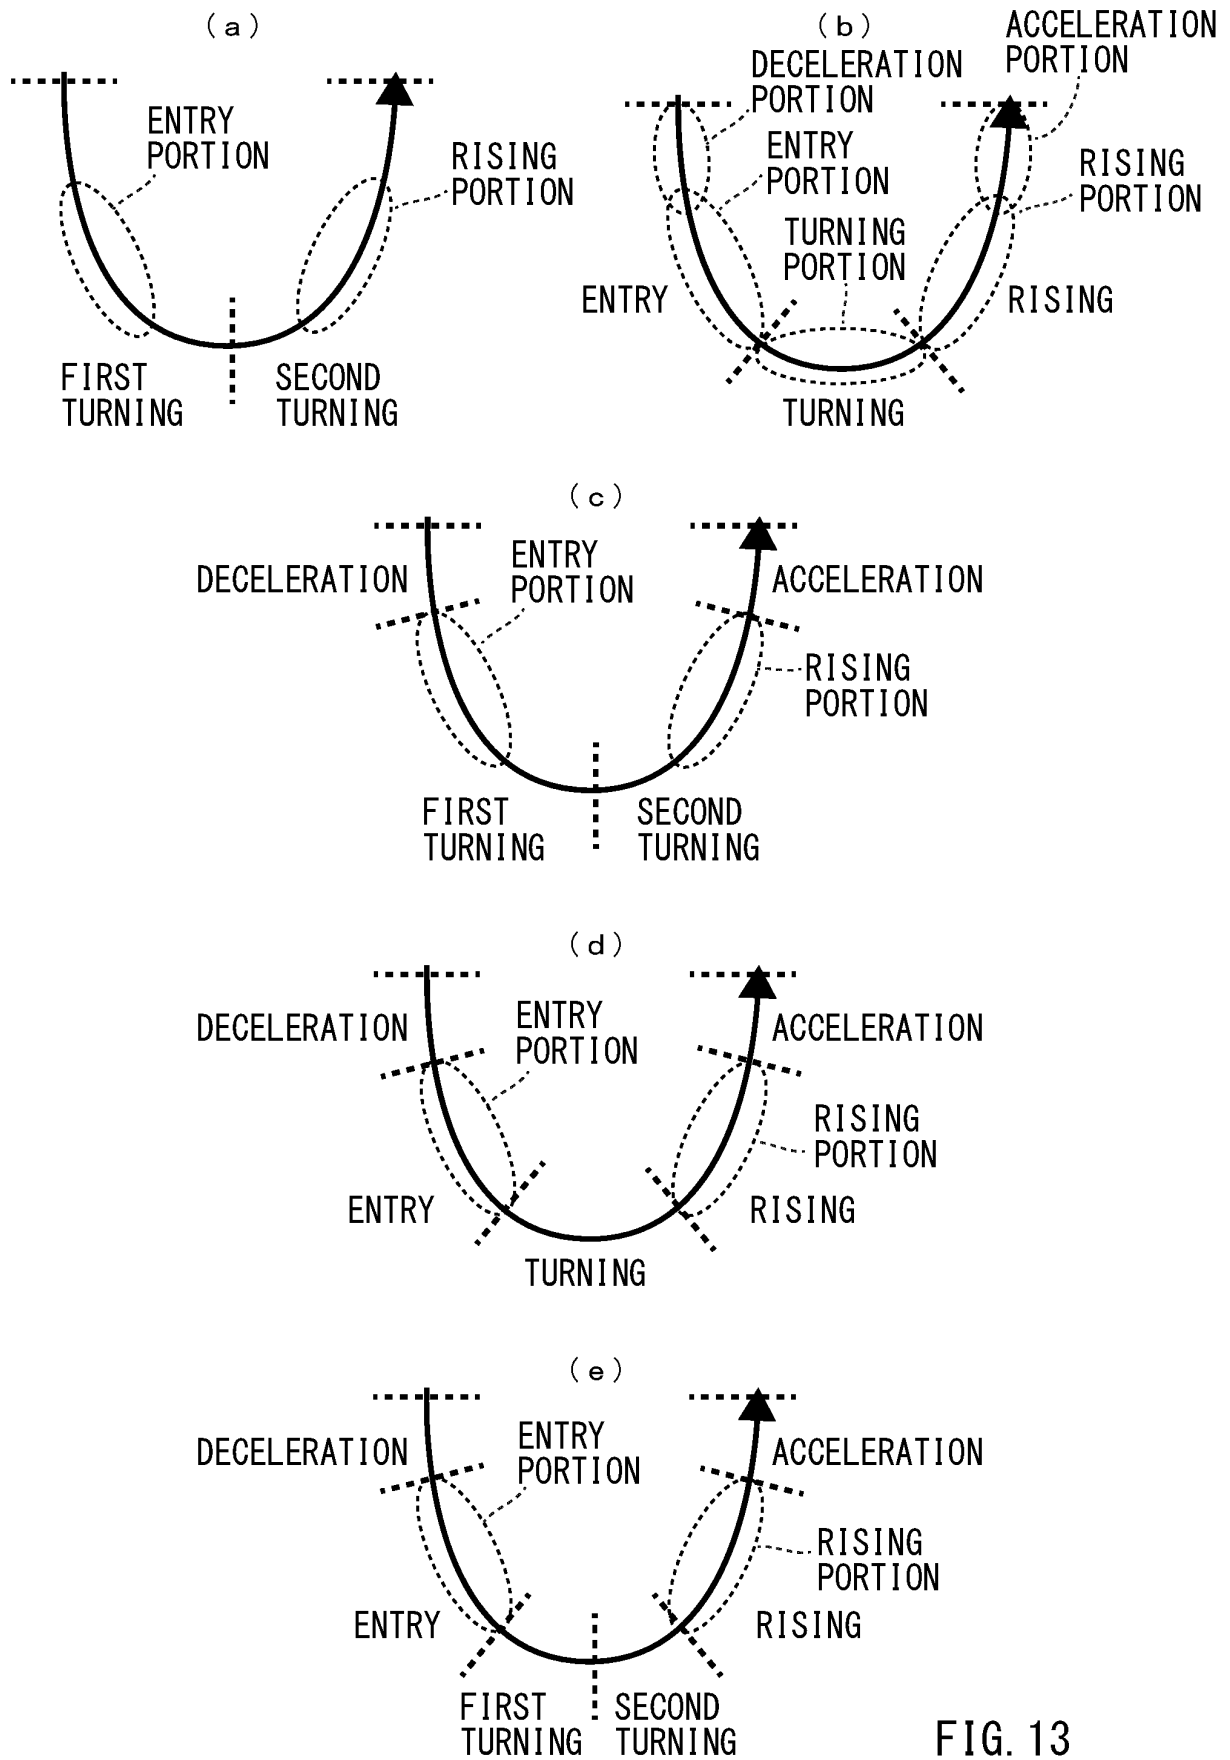 (a)
ENTRY
PORTION
RISING
PORTION
FIRST
TURNING
SECOND
TURNING
(b)
DECELERATION
PORTION
ACCELERATION
PORTION
ENTRY
PORTION
RISING
PORTION
TURNING
PORTION
ENTRY
RISING
TURNING
(c)
DECELERATION
ENTRY
PORTION
ACCELERATION
RISING
PORTION
FIRST
TURNING
SECOND
TURNING
(d)
DECELERATION
ENTRY
PORTION
ACCELERATION
RISING
PORTION
ENTRY
RISING
TURNING
(e)
DECELERATION
ENTRY
PORTION
ACCELERATION
RISING
PORTION
ENTRY
RISING
FIRST
TURNING
SECOND
TURNING
FIG. 13